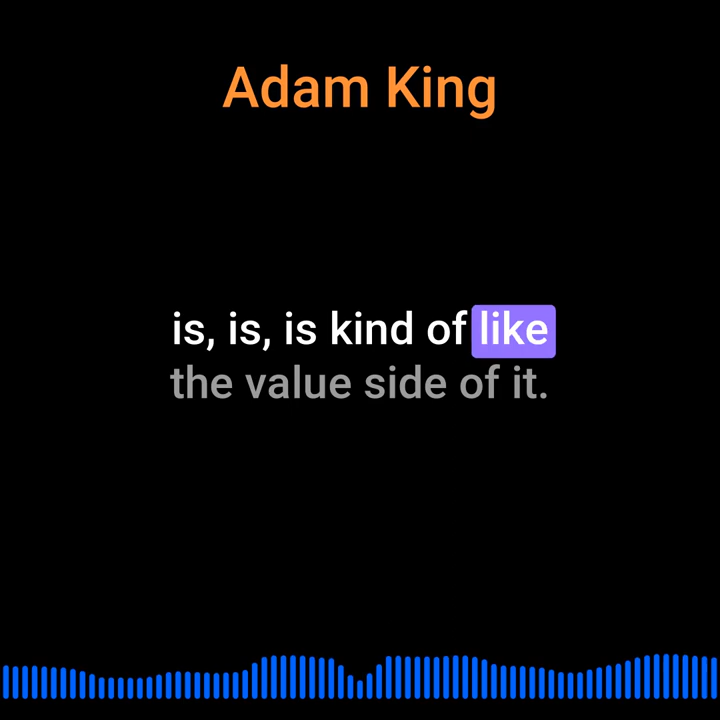 Adam King
is, is, is kind of like
the value side of it.